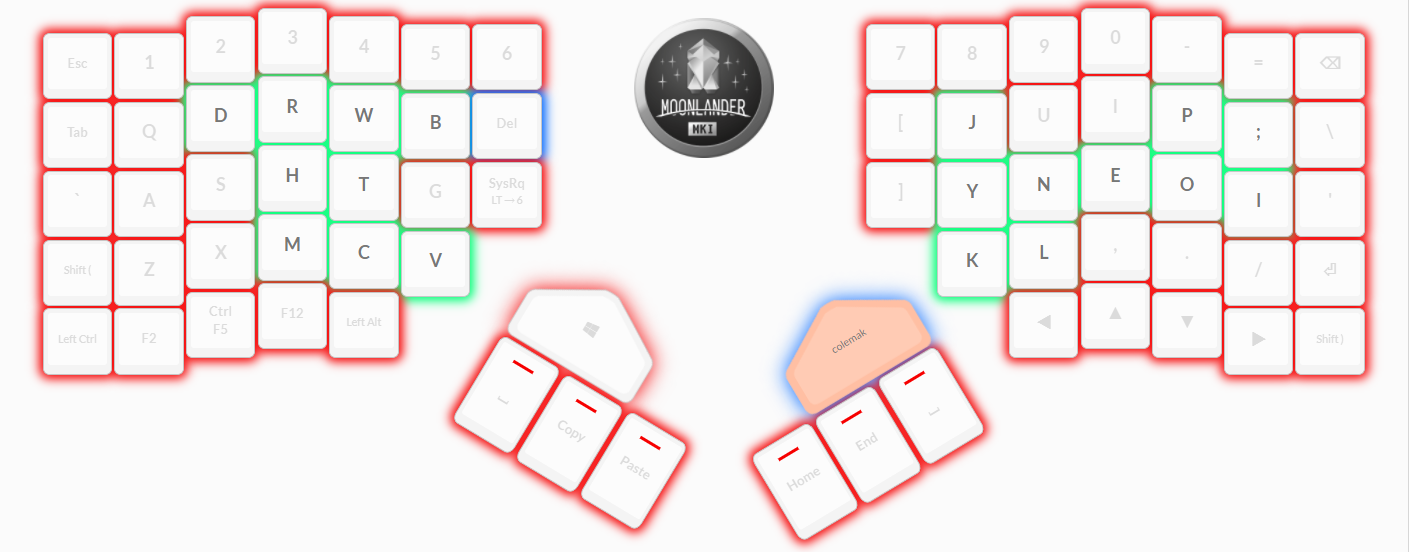 Esc 1 2 3 4 5 6
7 8 9 0 - = ⌫
MOONLANDER
MKI
Tab Q D R W B Del
[ J U I P ; \
` A S H T G SysRq
LT→6
] Y N E O I '
Shift ( Z X M C V
K L , . / ⏎
Left Ctrl F2 Ctrl
F5
F12 Left Alt
◀ ▲ ▼ ▶ Shift )
colemak
Copy
Paste
Home
End